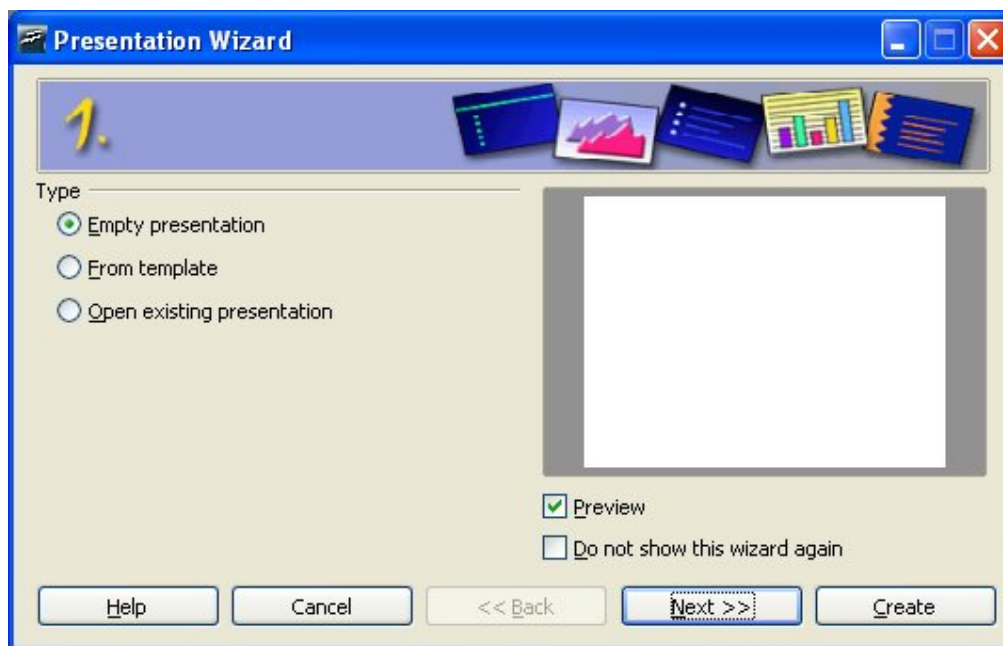 Presentation Wizard
1.
Type
Empty presentation
From template
Open existing presentation
Preview
Do not show this wizard again
Help
Cancel
<< Back
Next >>
Create